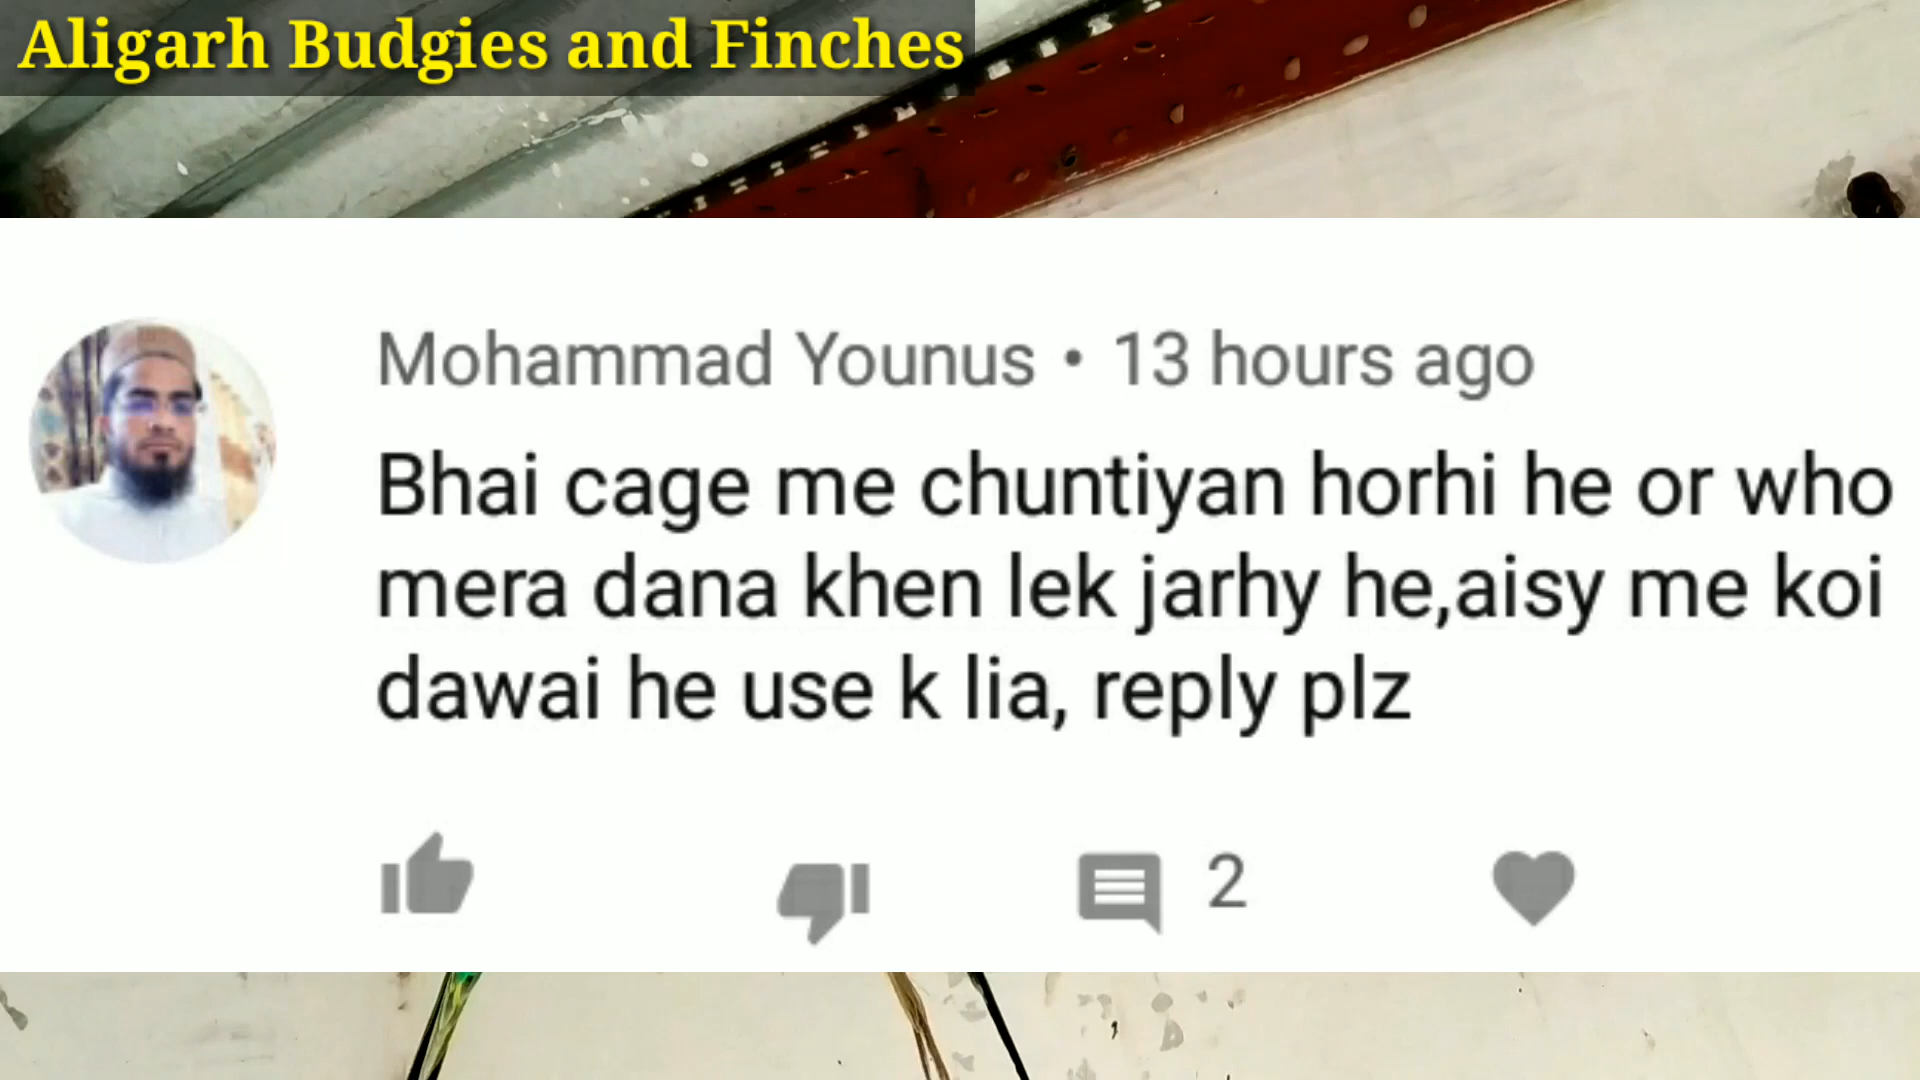 Aligarh Budgies and Finches
Mohammad Younus • 13 hours ago
Bhai cage me chuntiyan horhi he or who
mera dana khen lek jarhy he,aisy me koi
dawai he use k lia, reply plz
2